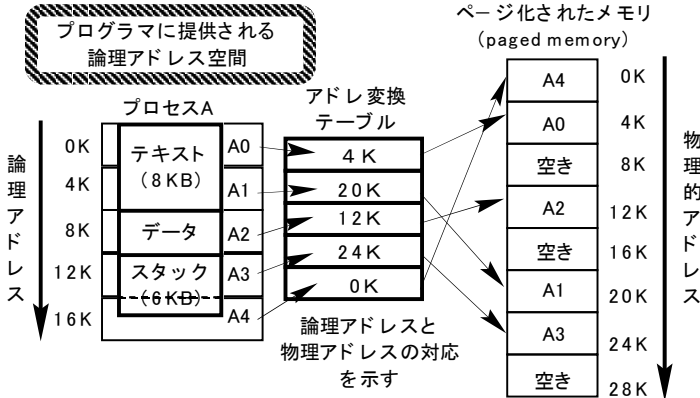 プログラマに提供される
論理アドレス空間
ページ化されたメモリ
(paged memory)
プロセスA
アドレ変換
テーブル
論理アドレス
0K
4K
8K
12K
16K
テキスト
(8KB)
データ
スタック
(6KB)
A0
A1
A2
A3
A4
4K
20K
12K
24K
0K
論理アドレスと
物理アドレスの対応
を示す
A4
A0
空き
A2
空き
A1
A3
空き
0K
4K
8K
12K
16K
20K
24K
28K
物理的アドレス